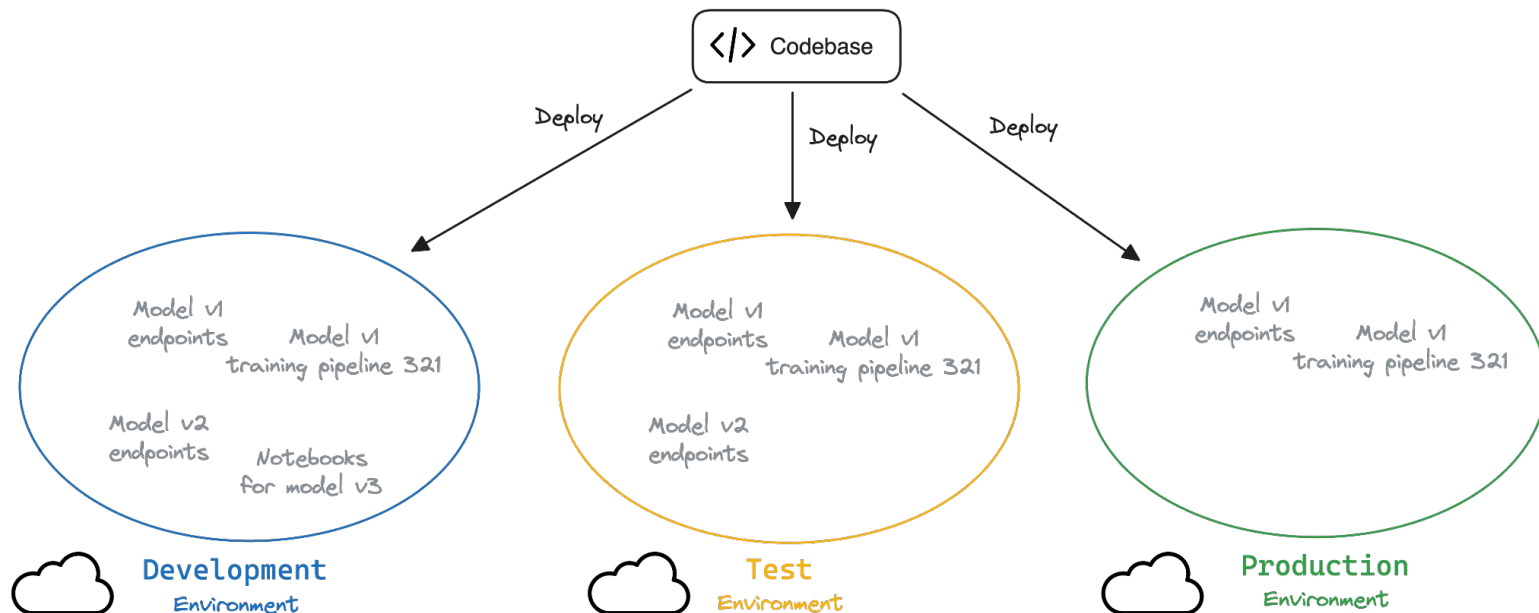 </> Codebase
Deploy
Deploy
Deploy
Model v1
endpoints
Model v1
training pipeline 321
Model v2
endpoints
Notebooks
for model v3
Development
Environment
Model v1
endpoints
Model v1
training pipeline 321
Model v2
endpoints
Test
Environment
Model v1
endpoints
Model v1
training pipeline 321
Production
Environment